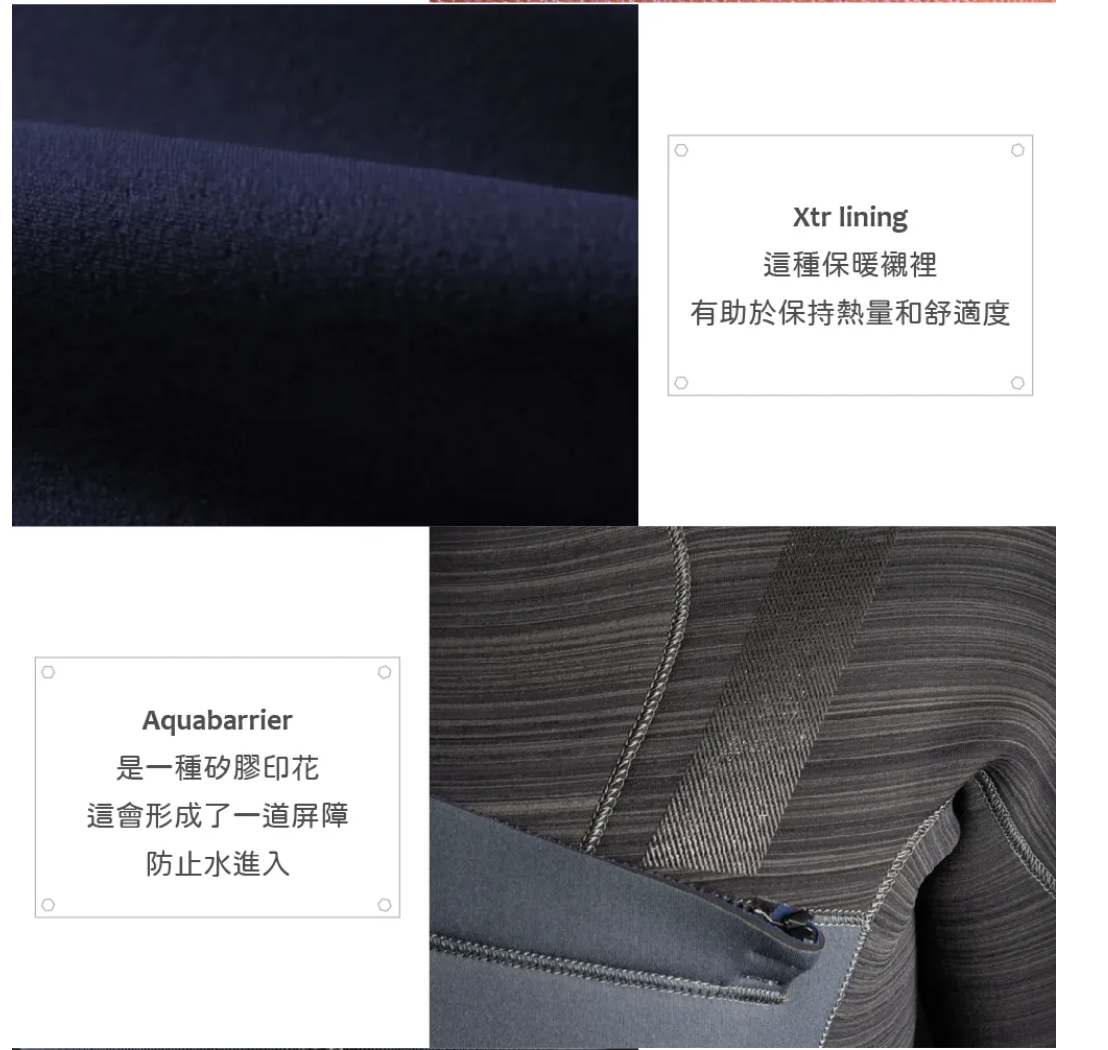 Xtr lining
這種保暖襯裡
有助於保持熱量和舒適度
Aquabarrier
是一種矽膠印花
這會形成了一道屏障
防止水進入